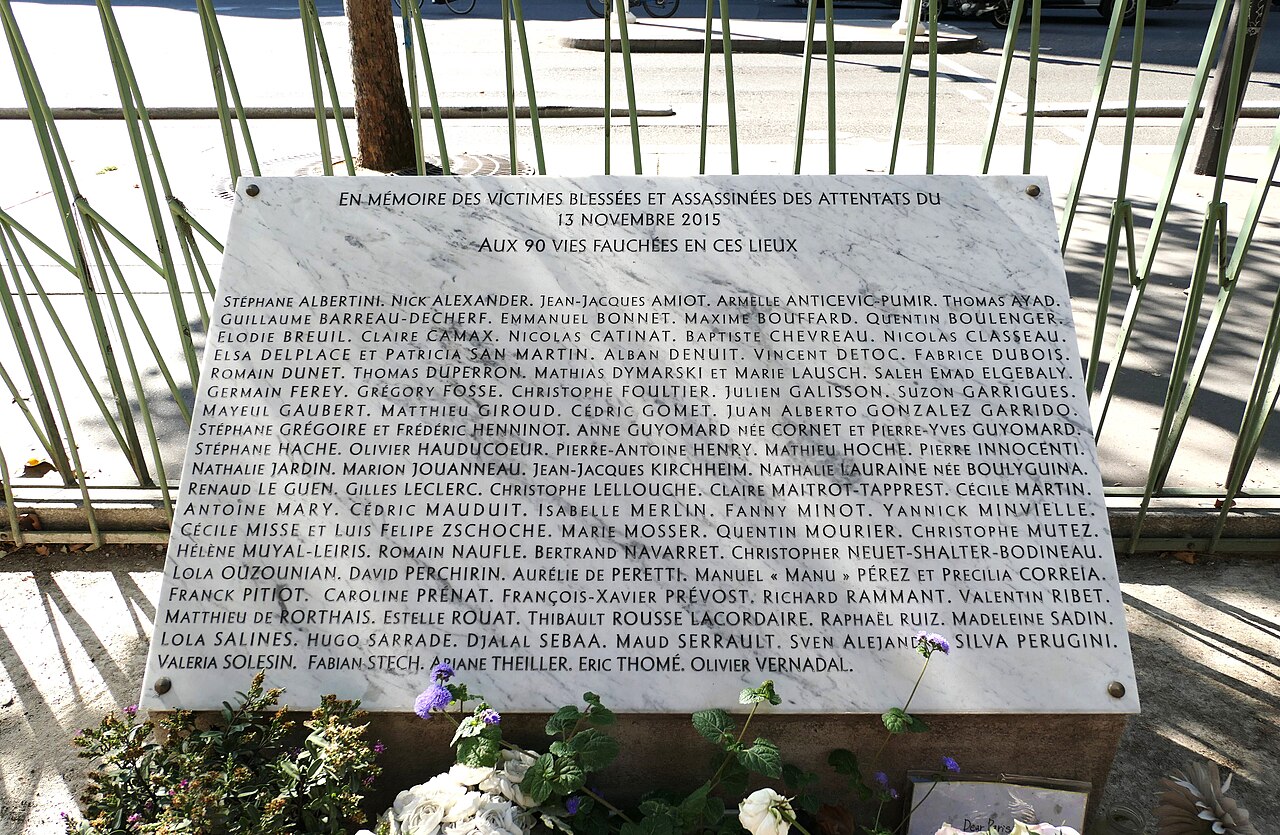 En mémoire des victimes blessées et assassinées des attentats du
13 novembre 2015
Aux 90 vies fauchées en ces lieux
Stéphane ALBERTINI. Nick ALEXANDER. Jean-Jacques AMIOT. Armelle ANTICEVIC-PUMIR. Thomas AYAD.
Guillaume BARREAU-DECHERF. Emmanuel BONNET. Maxime BOUFFARD. Quentin BOULENGER.
Elodie BREUIL. Claire CAMAX. Nicolas CATINAT. Baptiste CHEVREAU. Nicolas CLASSEAU.
Elsa DELPLACE et Patricia SAN MARTIN. Alban DENUIT. Vincent DETOC. Fabrice DUBOIS.
Romain DUNET. Thomas DUPERRON. Mathias DYMARSKI et Marie LAUSCH. Saleh Emad ELGEBALY.
Germain FEREY. Grégory FOSSE. Christophe FOULTIER. Julien GALISSON. Suzon GARRIGUES.
Mayeul GAUBERT. Matthieu GIROUD. Cédric GOMET. Juan Alberto GONZALEZ GARRIDO.
Stéphane GRÉGOIRE et Frédéric HENNINOT. Anne GUYOMARD née CORNET et Pierre-Yves GUYOMARD.
Stéphane HACHE. Olivier HAUDUCOEUR. Pierre-Antoine HENRY. Mathieu HOCHE. Pierre INNOCENTI.
Nathalie JARDIN. Marion JOUANNEAU. Jean-Jacques KIRCHHEIM. Nathalie LAURAINE née BOULYGUINA.
Renaud LE GUEN. Gilles LECLERC. Christophe LELLOUCHE. Claire MAITROT-TAPPREST. Cécile MARTIN.
Antoîne MARY. Cédric MAUDUIT. Isabelle MERLIN. Fanny MINOT. Yannick MINVIELLE.
Cécile MISSE et Luis Felipe ZSCHOCHE. Marie MOSSER. Quentin MOURIER. Christophe MUTEZ.
Hélène MUYAL-LEIRIS. Romain NAUFLE. Bertrand NAVARRET. Christopher NEUET-SHALTER-BODINEAU.
Lola OUZOUNIAN. David PERCHIRIN. Aurélie DE PERETTI. Manuel « Manu » PÉREZ et Precilia CORREIA.
Franck PITIOT. Caroline PRÉNAT. François-Xavier PRÉVOST. Richard RAMMANT. Valentin RIBET.
Matthieu DE RORTHAIS. Estelle ROUAT. Thibault ROUSSE LACORDAIRE. Raphaël RUIZ. Madeleine SADIN.
Lola SALINES. Hugo SARRADE. Djalal SEBAA. Maud SERRAULT. Sven SILVA PERUGINI.
Valeria SOLESIN. Fabian STECH. Ariane THEILLER. Eric THOMÉ. Olivier VERNADAL.
Dear Paris